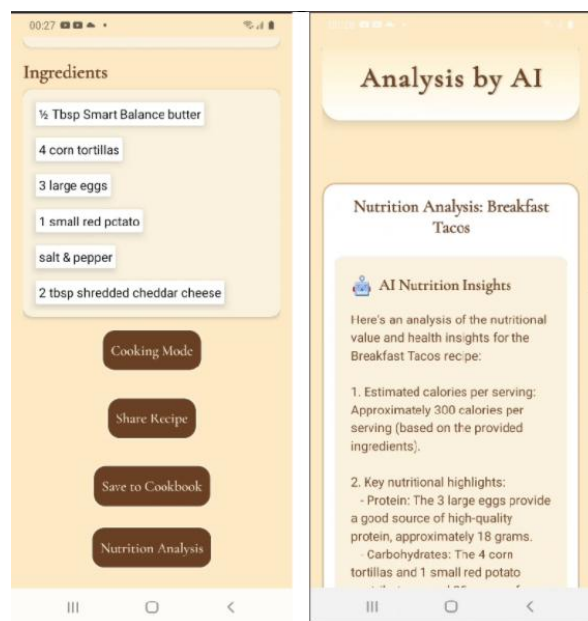 00:27
Ingredients
½ Tbsp Smart Balance butter
4 corn tortillas
3 large eggs
1 small red potato
salt & pepper
2 tbsp shredded cheddar cheese
Cooking Mode
Share Recipe
Save to Cookbook
Nutrition Analysis
Analysis by AI
Nutrition Analysis: Breakfast
Tacos
AI Nutrition Insights
Here's an analysis of the nutritional
value and health insights for the
Breakfast Tacos recipe:
1. Estimated calories per serving:
Approximately 300 calories per
serving (based on the provided
ingredients).
2. Key nutritional highlights:
- Protein: The 3 large eggs provide
a good source of high-quality
protein, approximately 18 grams.
- Carbohydrates: The 4 corn
tortillas and 1 small red potato